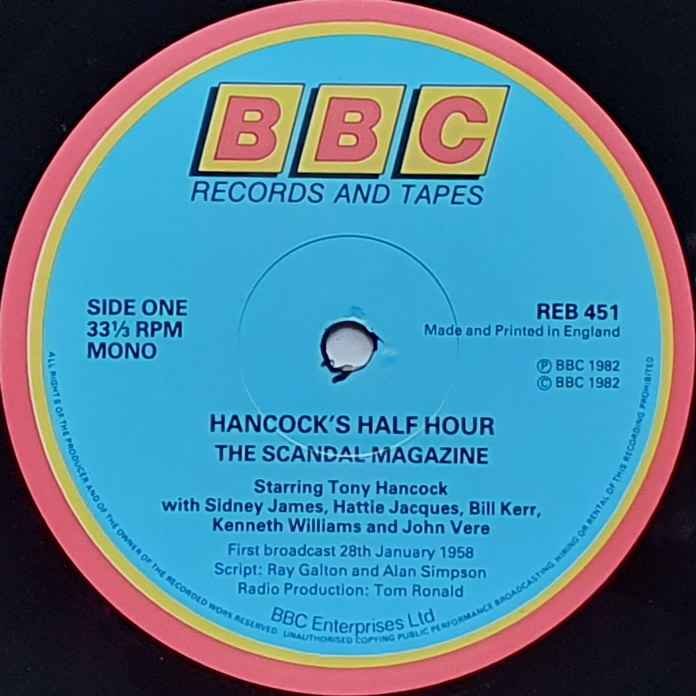 BBC
RECORDS AND TAPES
SIDE ONE
33⅓ RPM
MONO
REB 451
Made and Printed in England
Ⓟ BBC 1982
© BBC 1982
HANCOCK'S HALF HOUR
THE SCANDAL MAGAZINE
Starring Tony Hancock
with Sidney James, Hattie Jacques, Bill Kerr,
Kenneth Williams and John Vere
First broadcast 28th January 1958
Script: Ray Galton and Alan Simpson
Radio Production: Tom Ronald
BBC Enterprises Ltd
ALL RIGHTS OF THE PRODUCER AND OF THE OWNER OF THE RECORDED WORK RESERVED. UNAUTHORISED COPYING PUBLIC PERFORMANCE BROADCASTING, HIRING OR RENTAL OF THIS RECORDING PROHIBITED